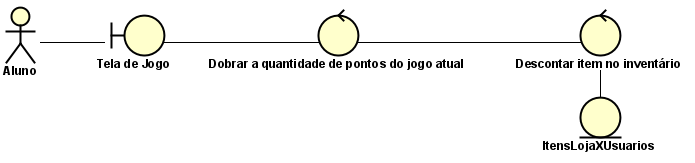 Aluno
Tela de Jogo
Dobrar a quantidade de pontos do jogo atual
Descontar item no inventário
ItensLojaXUsuarios